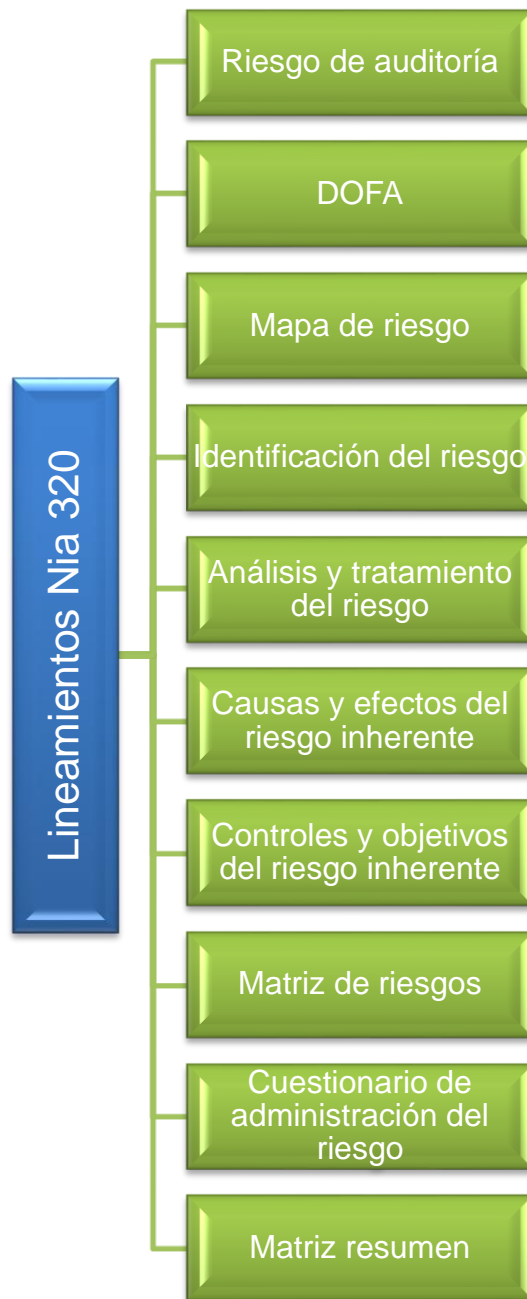 Lineamientos Nia 320
Riesgo de auditoría
DOFA
Mapa de riesgo
Identificación del riesgo
Análisis y tratamiento
del riesgo
Causas y efectos del
riesgo inherente
Controles y objetivos
del riesgo inherente
Matriz de riesgos
Cuestionario de
administración del
riesgo
Matriz resumen